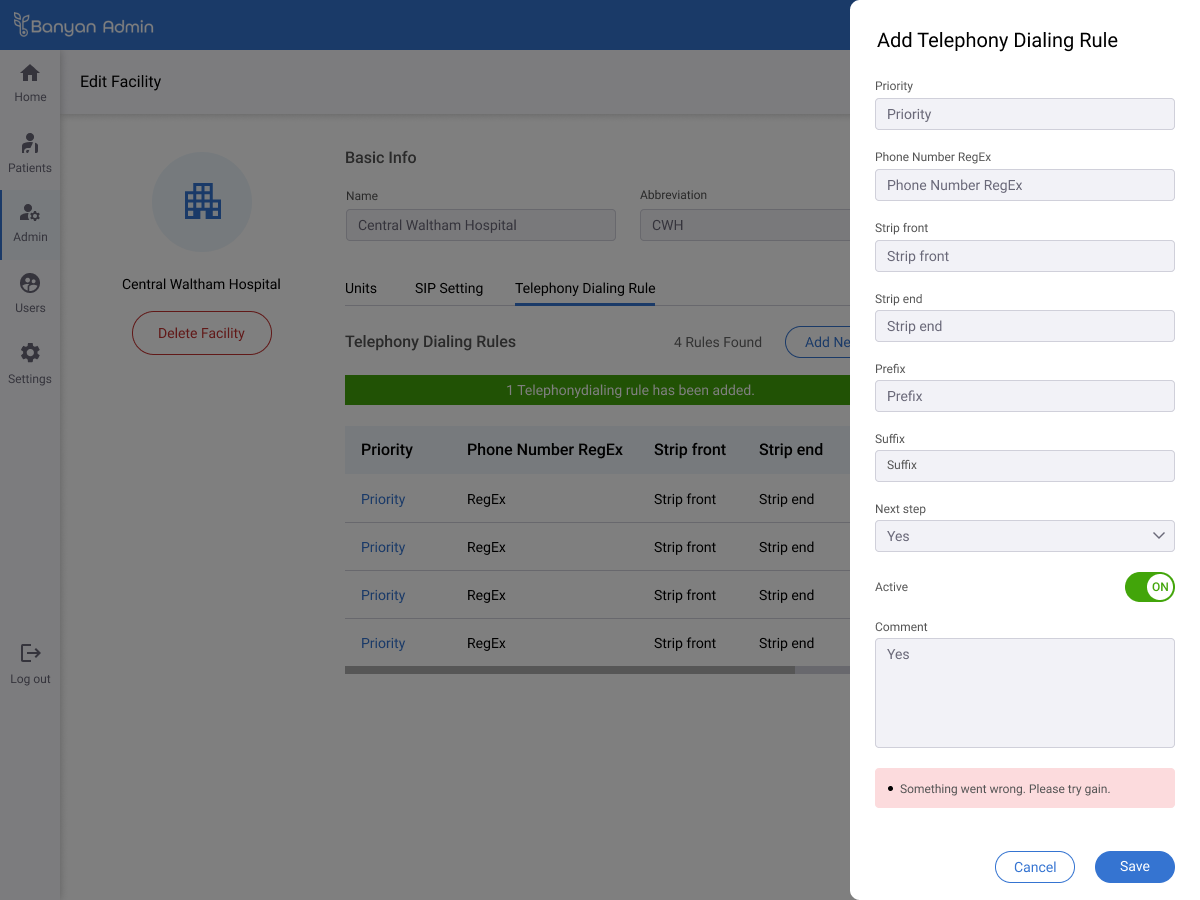 Banyan Admin
Home
Patients
Admin
Users
Settings
Log out
Edit Facility
Central Waltham Hospital
Delete Facility
Basic Info
Name
Central Waltham Hospital
Abbreviation
CWH
Units SIP Setting Telephony Dialing Rule
Telephony Dialing Rules 4 Rules Found Add Ne
1 Telephonydialing rule has been added.
Priority Phone Number RegEx Strip front Strip end
Priority RegEx Strip front Strip end
Priority RegEx Strip front Strip end
Priority RegEx Strip front Strip end
Priority RegEx Strip front Strip end
Add Telephony Dialing Rule
Priority
Priority
Phone Number RegEx
Phone Number RegEx
Strip front
Strip front
Strip end
Strip end
Prefix
Prefix
Suffix
Suffix
Next step
Yes
Active ON
Comment
Yes
• Something went wrong. Please try gain.
Cancel Save